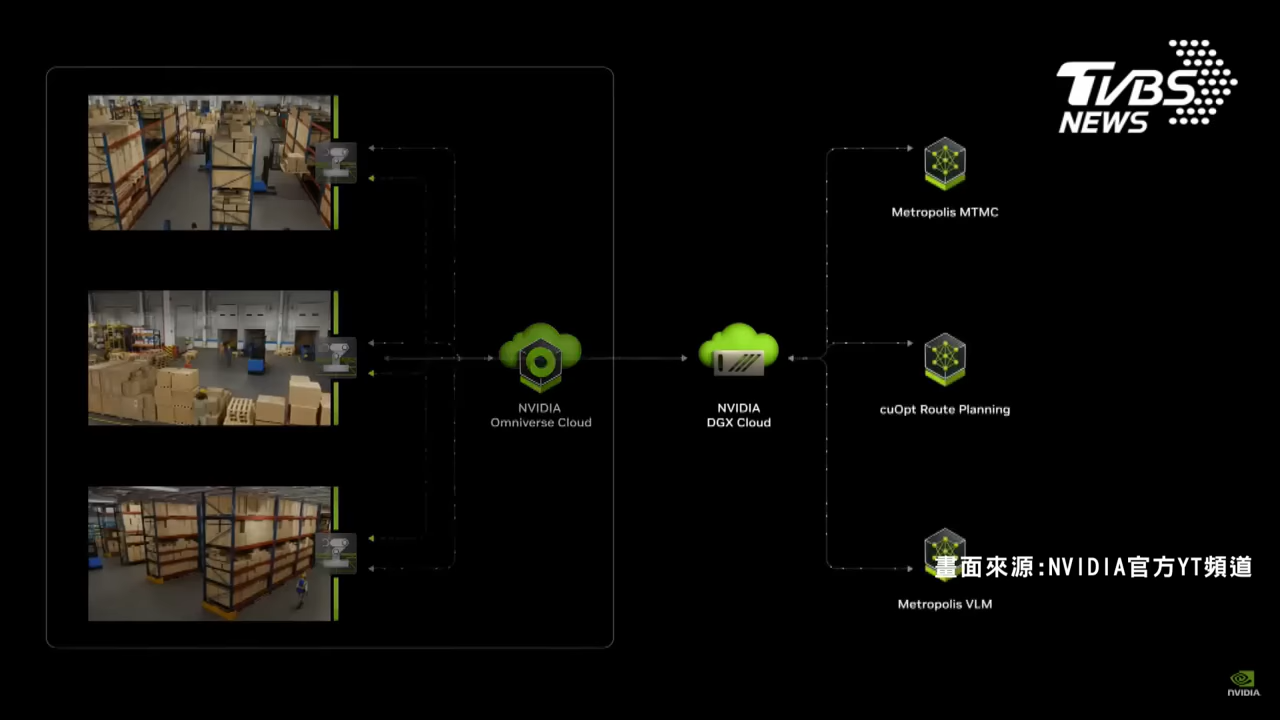 TVBS
NEWS
Metropolis MTMC
NVIDIA
Omniverse Cloud
NVIDIA
DGX Cloud
cuOpt Route Planning
畫面來源:NVIDIA官方YT頻道
Metropolis VLM
NVIDIA